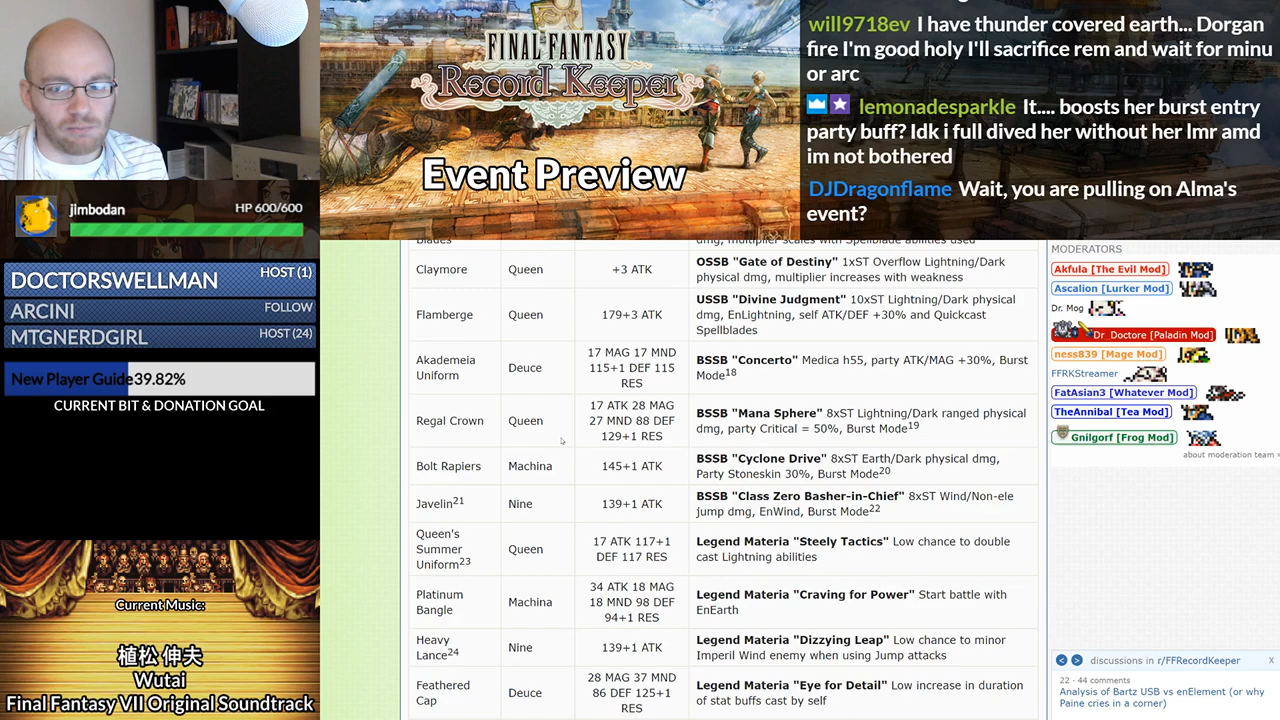 FINAL FANTASY
Record Keeper
Event Preview
will9718ev I have thunder covered earth... Dorgan
fire I'm good holy I'll sacrifice rem and wait for minu
or arc
lemonadesparkle It.... boosts her burst entry
party buff? Idk i full dived her without her lmr amd
im not bothered
DJDragonflame Wait, you are pulling on Alma's
event?
jimbodan HP 600/600
DOCTORSWELLMAN HOST (1)
ARCINI FOLLOW
MTGNERDGIRL HOST (24)
New Player Guide39.82%
CURRENT BIT & DONATION GOAL
Current Music:
植松 伸夫
Wutai
Final Fantasy VII Original Soundtrack
Blades dmg, multiplier scales with Spellblade abilities used
Claymore Queen +3 ATK OSSB "Gate of Destiny" 1xST Overflow Lightning/Dark
physical dmg, multiplier increases with weakness
Flamberge Queen 179+3 ATK USSB "Divine Judgment" 10xST Lightning/Dark physical
dmg, EnLightning, self ATK/DEF +30% and Quickcast
Spellblades
Akademeia
Uniform
Deuce
17 MAG 17 MND
115+1 DEF 115
RES
BSSB "Concerto" Medica h55, party ATK/MAG +30%, Burst
Mode18
Regal Crown
Queen
17 ATK 28 MAG
27 MND 88 DEF
129+1 RES
BSSB "Mana Sphere" 8xST Lightning/Dark ranged physical
dmg, party Critical = 50%, Burst Mode19
Bolt Rapiers Machina 145+1 ATK BSSB "Cyclone Drive" 8xST Earth/Dark physical dmg,
Party Stoneskin 30%, Burst Mode20
Javelin21 Nine 139+1 ATK BSSB "Class Zero Basher-in-Chief" 8xST Wind/Non-ele
jump dmg, EnWind, Burst Mode22
Queen's
Summer
Uniform23
Queen
17 ATK 117+1
DEF 117 RES
Legend Materia "Steely Tactics" Low chance to double
cast Lightning abilities
Platinum
Bangle
Machina
34 ATK 18 MAG
18 MND 98 DEF
94+1 RES
Legend Materia "Craving for Power" Start battle with
EnEarth
Heavy
Lance24
Nine
139+1 ATK
Legend Materia "Dizzying Leap" Low chance to minor
Imperil Wind enemy when using Jump attacks
Feathered
Cap
Deuce
28 MAG 37 MND
86 DEF 125+1
RES
Legend Materia "Eye for Detail" Low increase in duration
of stat buffs cast by self
MODERATORS
Akfula [The Evil Mod]
Ascalion [Lurker Mod]
Dr. Mog
Dr_Doctore [Paladin Mod]
ness839 [Mage Mod]
FFRKStreamer
FatAsian3 [Whatever Mod]
TheAnnibal [Tea Mod]
Gnilgorf [Frog Mod]
about moderation team »
discussions in r/FFRecordKeeper X
22 · 44 comments
Analysis of Bartz USB vs enElement (or why
Paine cries in a corner)